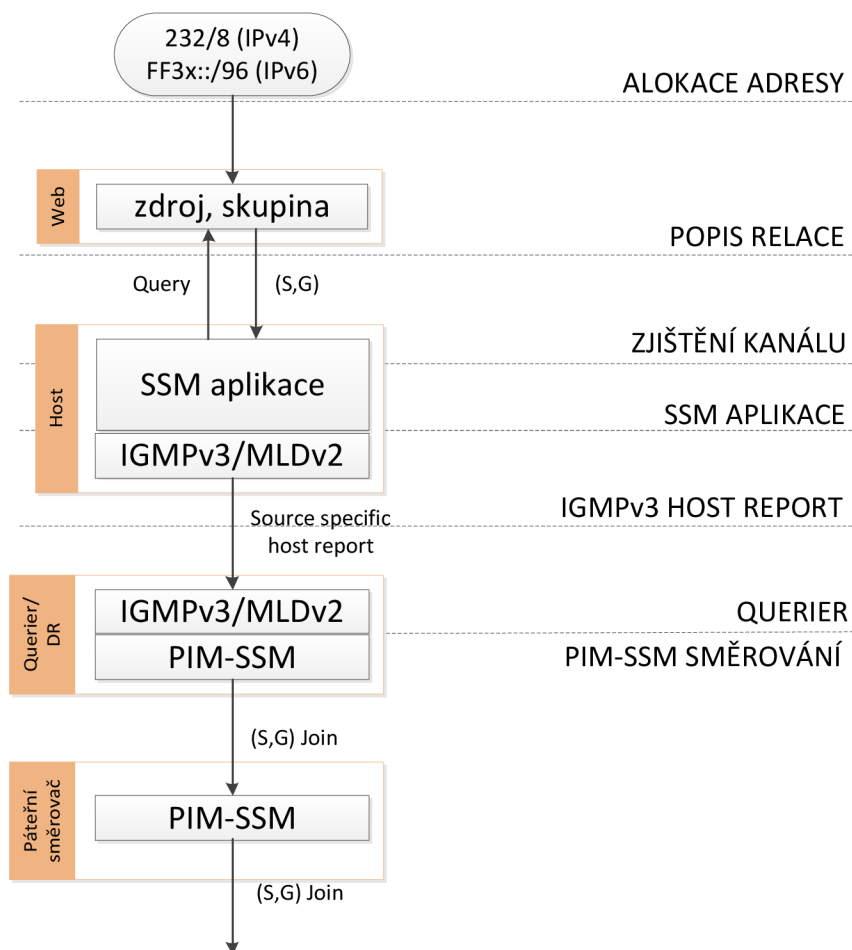 232/8 (IPv4)
FF3x::/96 (IPv6)
ALOKACE ADRESY
Web
zdroj, skupina
POPIS RELACE
Query
(S,G)
ZJIŠTĚNÍ KANÁLU
Host
SSM aplikace
SSM APLIKACE
IGMPv3/MLDv2
IGMPv3 HOST REPORT
Source specific
host report
Querier/
DR
IGMPv3/MLDv2
QUERIER
PIM-SSM
PIM-SSM SMĚROVÁNÍ
(S,G) Join
Páteřní
směrovač
PIM-SSM
(S,G) Join